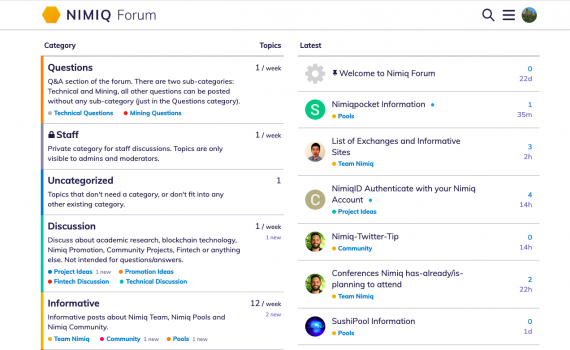 NIMIQ Forum
Category Topics
Questions 1 / week
Q&A section of the forum. There are two sub-categories:
Technical and Mining, all other questions can be posted
without any sub-category (just in the Questions category).
Technical Questions Mining Questions
Staff 1 / week
Private category for staff discussions. Topics are only
visible to admins and moderators.
Uncategorized 1
Topics that don't need a category, or don't fit into any
other existing category.
Discussion 1 / week
Discuss about academic research, blockchain technology, 1 new
Nimiq Promotion, Community Projects, Fintech or anything
else. Not intended for questions/answers.
Project Ideas 1 new Promotion Ideas
Fintech Discussion Technical Discussion
Informative 12 / week
Informative posts about Nimiq Team, Nimiq Pools and 2 new
Nimiq Community.
Team Nimiq Community 1 new Pools 1 new
Latest
Welcome to Nimiq Forum 0
22d
Nimiqpocket Information 1
Pools 35m
List of Exchanges and Informative 3
Sites 2h
Team Nimiq
C
NimiqID Authenticate with your Nimiq 4
Account 14h
Project Ideas
Nimiq-Twitter-Tip 0
Community 14h
Conferences Nimiq has-already/is- 2
planning to attend 22h
Team Nimiq
SushiPool Information 0
Pools 1d